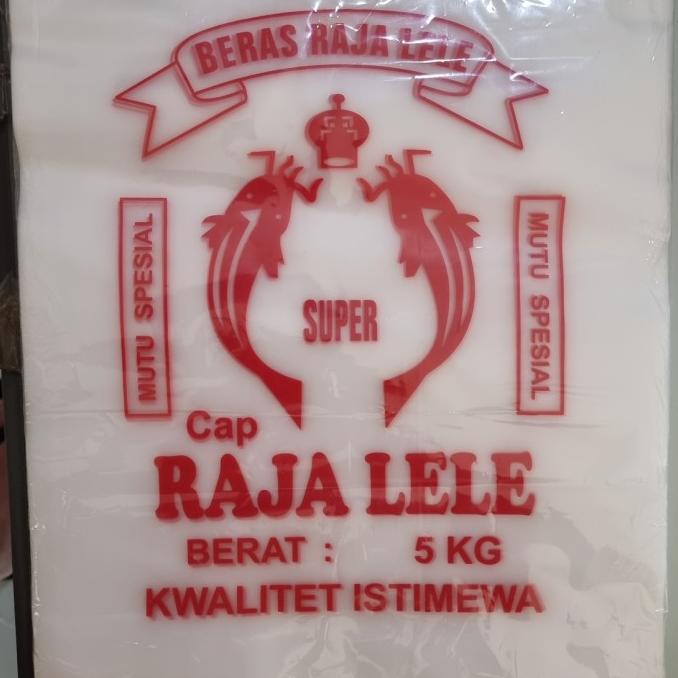 BERAS RAJA LELE
MUTU SPESIAL
SUPER
MUTU SPESIAL
Cap
RAJA LELE
BERAT : 5 KG
KWALITET ISTIMEWA